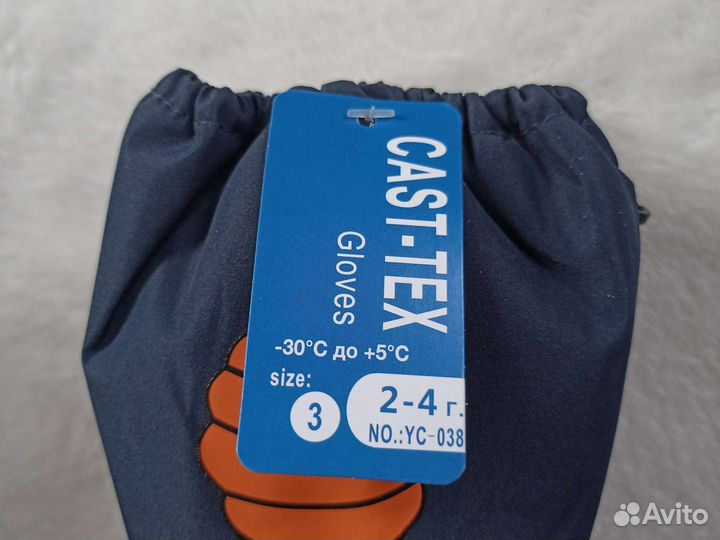 CAST-TEX
Gloves
-30°C до +5°C
size:
3
2-4 г.
NO.:YC-038
Avito